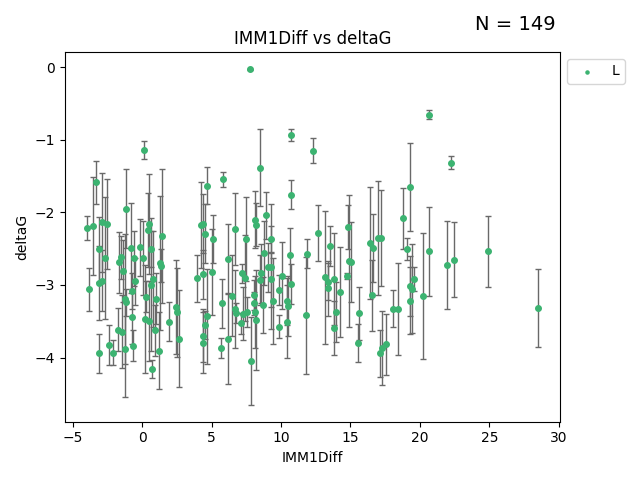 N = 149
IMM1Diff vs deltaG
L
deltaG
0
−1
−2
−3
−4
−5 0 5 10 15 20 25 30
IMM1Diff